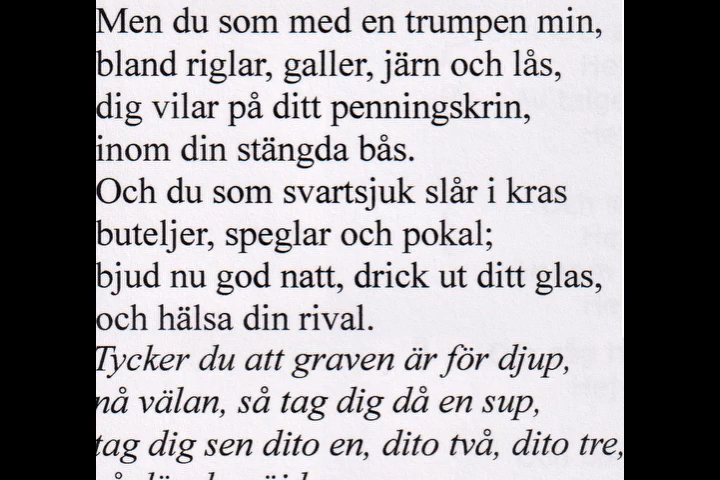 Men du som med en trumpen min,
bland riglar, galler, järn och lås,
dig vilar på ditt penningskrin,
inom din stängda bås.
Och du som svartsjuk slår i kras
buteljer, speglar och pokal;
bjud nu god natt, drick ut ditt glas,
och hälsa din rival.
Tycker du att graven är för djup,
nå välan, så tag dig då en sup,
tag dig sen dito en, dito två, dito tre,